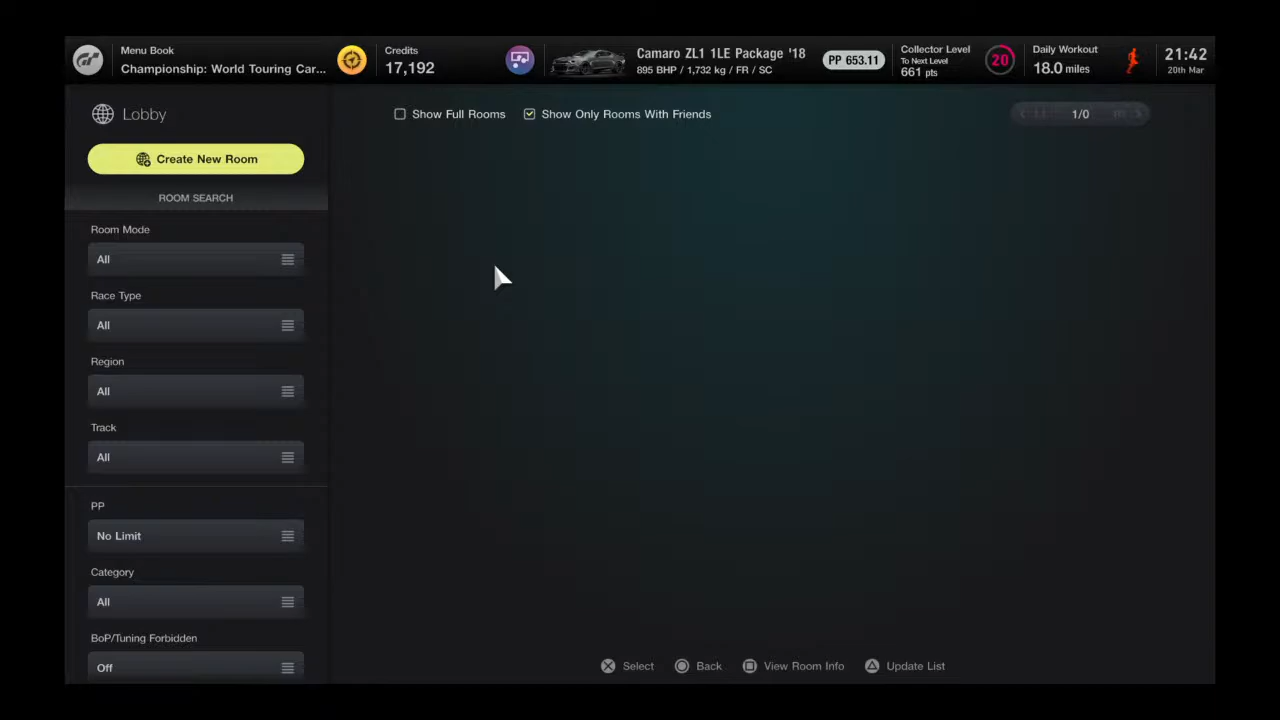 Menu Book
Championship: World Touring Car...
Credits
17,192
Camaro ZL1 1LE Package '18
895 BHP / 1,732 kg / FR / SC
PP 653.11
Collector Level
To Next Level
661 pts
20
Daily Workout
18.0 miles
21:42
20th Mar
Lobby
Show Full Rooms
Show Only Rooms With Friends
1/0
Create New Room
ROOM SEARCH
Room Mode
All
Race Type
All
Region
All
Track
All
PP
No Limit
Category
All
BoP/Tuning Forbidden
Off
Select
Back
View Room Info
Update List